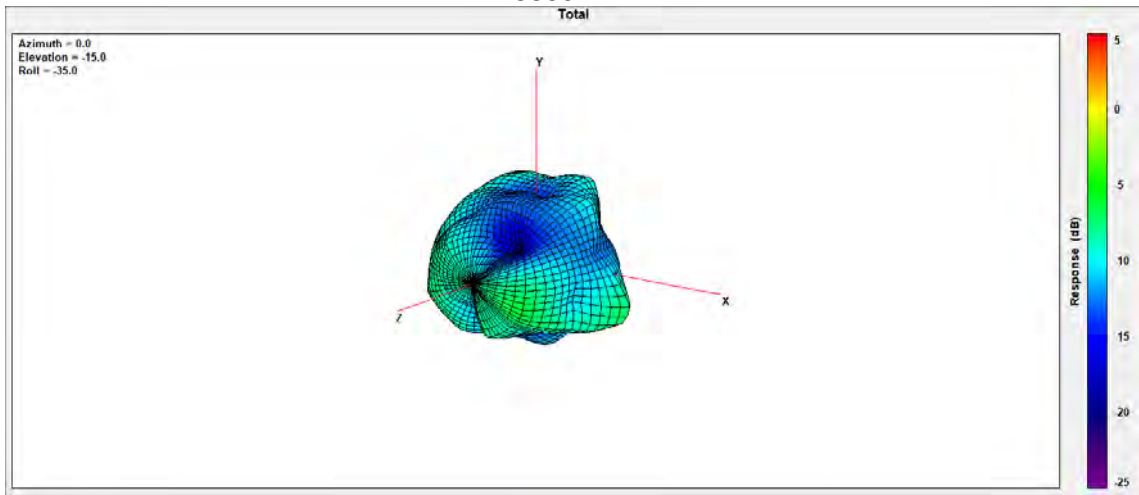 Total
Azimuth = 0.0
Elevation = -15.0
Roll = -35.0
Y
X
Z
5
0
-5
-10
-15
-20
-25
Response (dB)